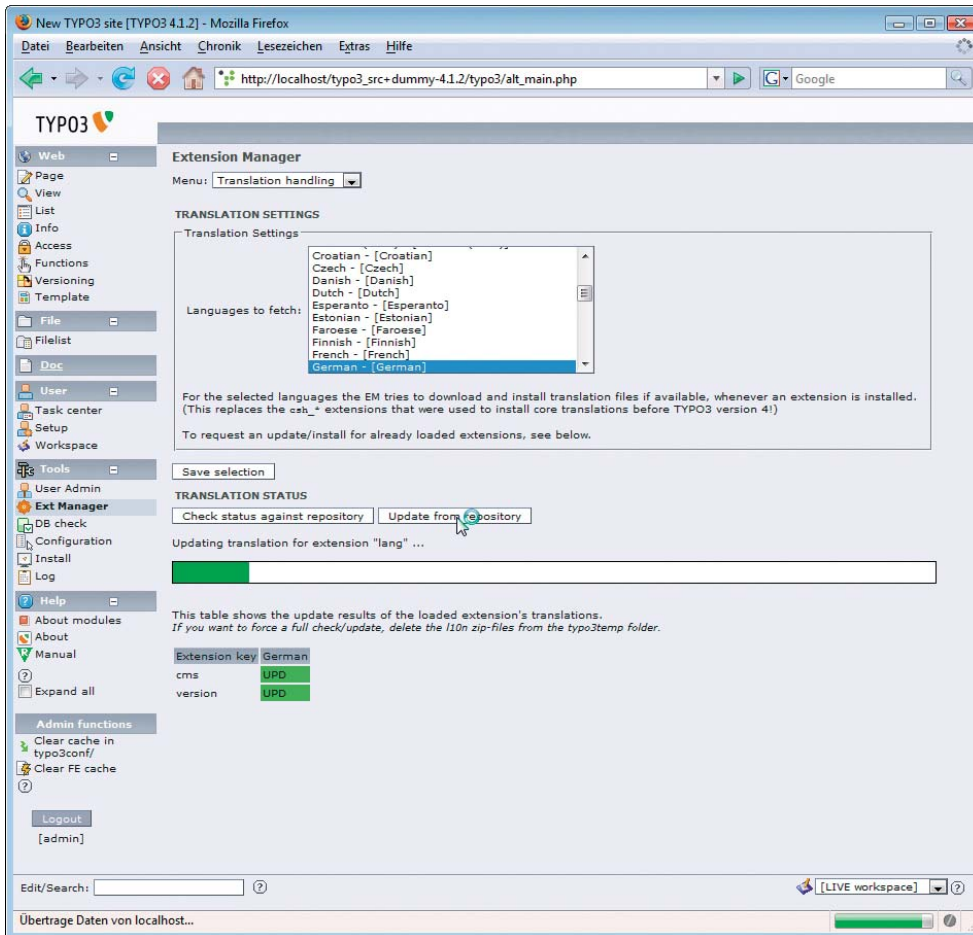 New TYPO3 site [TYPO3 4.1.2] - Mozilla Firefox
Datei Bearbeiten Ansicht Chronik Lesezeichen Extras Hilfe
http://localhost/typo3_src+dummy-4.1.2/typo3/alt_main.php
G Google
TYPO3
Web
Page
View
List
Info
Access
Functions
Versioning
Template
File
Filelist
Doc
User
Task center
Setup
Workspace
Tools
User Admin
Ext Manager
DB check
Configuration
Install
Log
Help
About modules
About
Manual
Expand all
Admin functions
Clear cache in
typo3conf/
Clear FE cache
Logout
[admin]
Extension Manager
Menu: Translation handling
TRANSLATION SETTINGS
Translation Settings
Languages to fetch:
Croatian - [Croatian]
Czech - [Czech]
Danish - [Danish]
Dutch - [Dutch]
Esperanto - [Esperanto]
Estonian - [Estonian]
Faroese - [Faroese]
Finnish - [Finnish]
French - [French]
German - [German]
For the selected languages the EM tries to download and install translation files if available, whenever an extension is installed.
(This replaces the csh_* extensions that were used to install core translations before TYPO3 version 4!)
To request an update/install for already loaded extensions, see below.
Save selection
TRANSLATION STATUS
Check status against repository Update from repository
Updating translation for extension "lang" ...
This table shows the update results of the loaded extension's translations.
If you want to force a full check/update, delete the l10n zip-files from the typo3temp folder.
Extension key German
cms UPD
version UPD
Edit/Search:
[LIVE workspace]
Übertrage Daten von localhost...